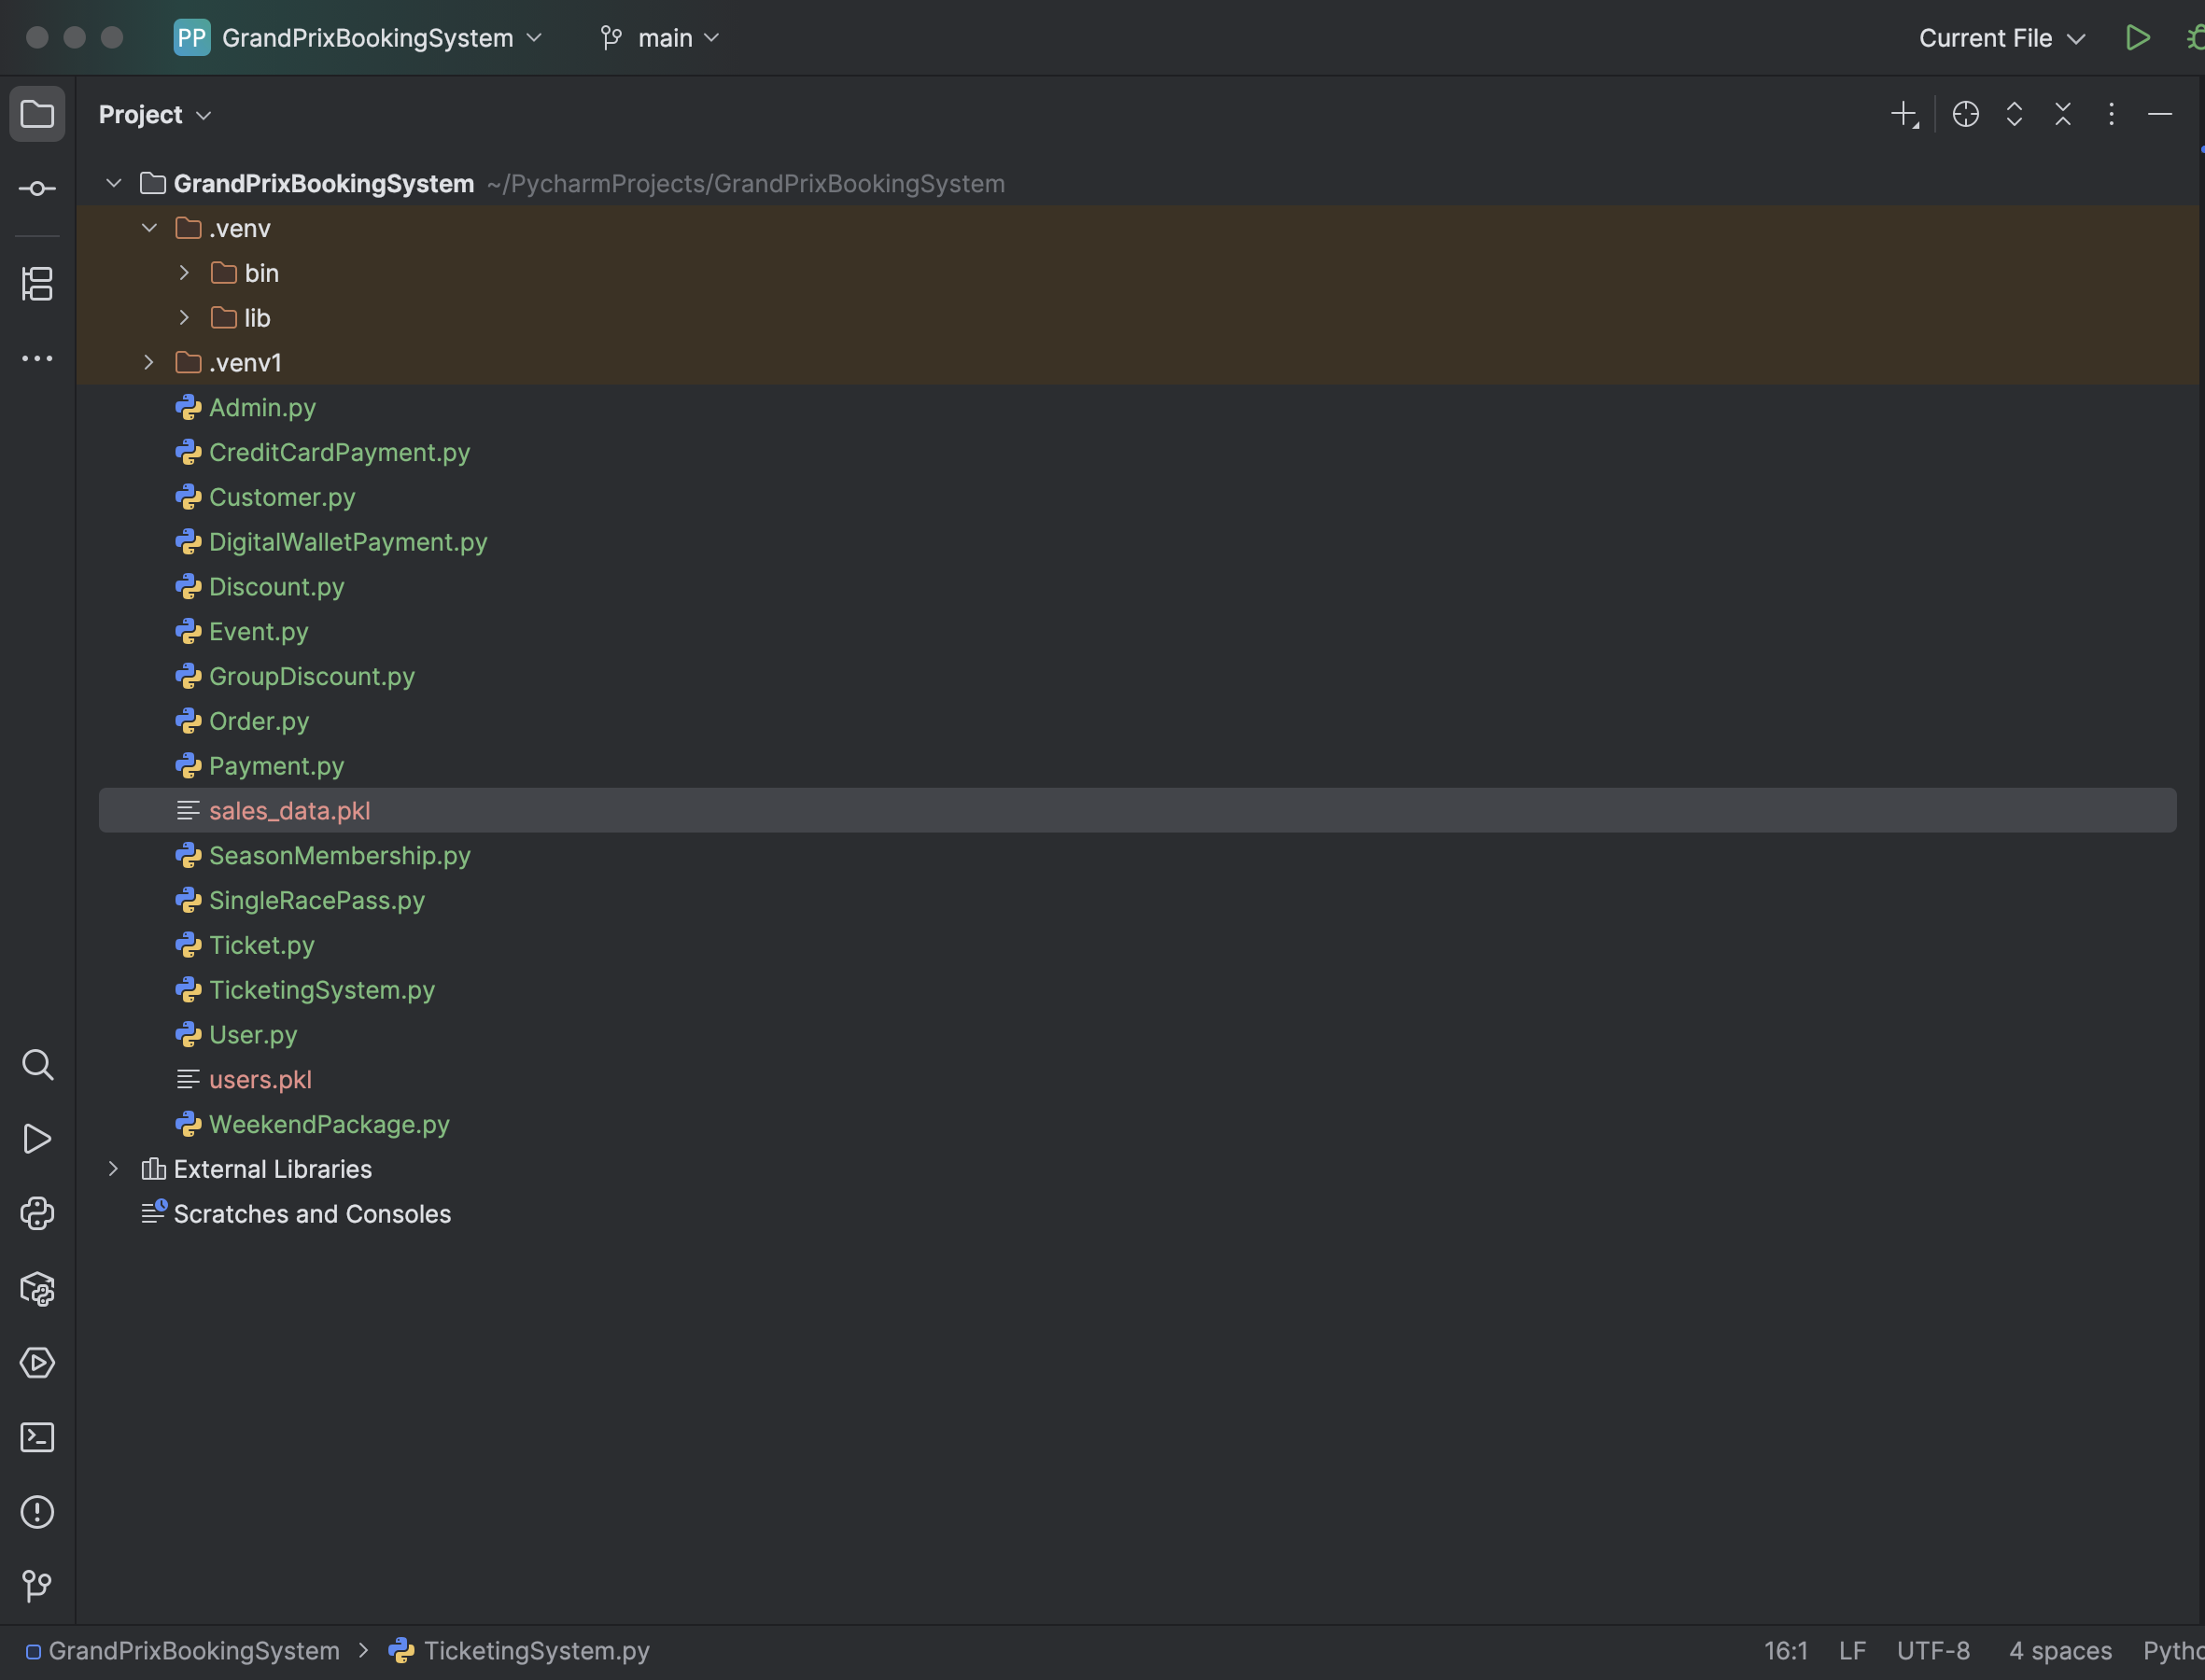 PP GrandPrixBookingSystem main Current File
Project
GrandPrixBookingSystem ~/PycharmProjects/GrandPrixBookingSystem
.venv
bin
lib
.venv1
Admin.py
CreditCardPayment.py
Customer.py
DigitalWalletPayment.py
Discount.py
Event.py
GroupDiscount.py
Order.py
Payment.py
sales_data.pkl
SeasonMembership.py
SingleRacePass.py
Ticket.py
TicketingSystem.py
User.py
users.pkl
WeekendPackage.py
External Libraries
Scratches and Consoles
GrandPrixBookingSystem TicketingSystem.py 16:1 LF UTF-8 4 spaces